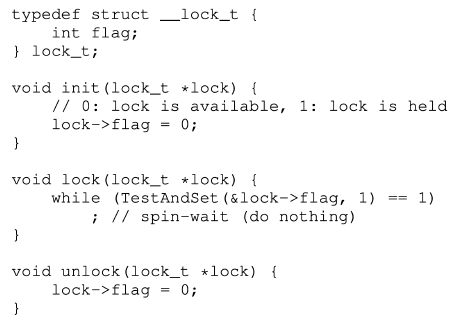 typedef struct __lock_t {
    int flag;
} lock_t;

void init(lock_t *lock) {
    // 0: lock is available, 1: lock is held
    lock->flag = 0;
}

void lock(lock_t *lock) {
    while (TestAndSet(&lock->flag, 1) == 1)
        ; // spin-wait (do nothing)
}

void unlock(lock_t *lock) {
    lock->flag = 0;
}